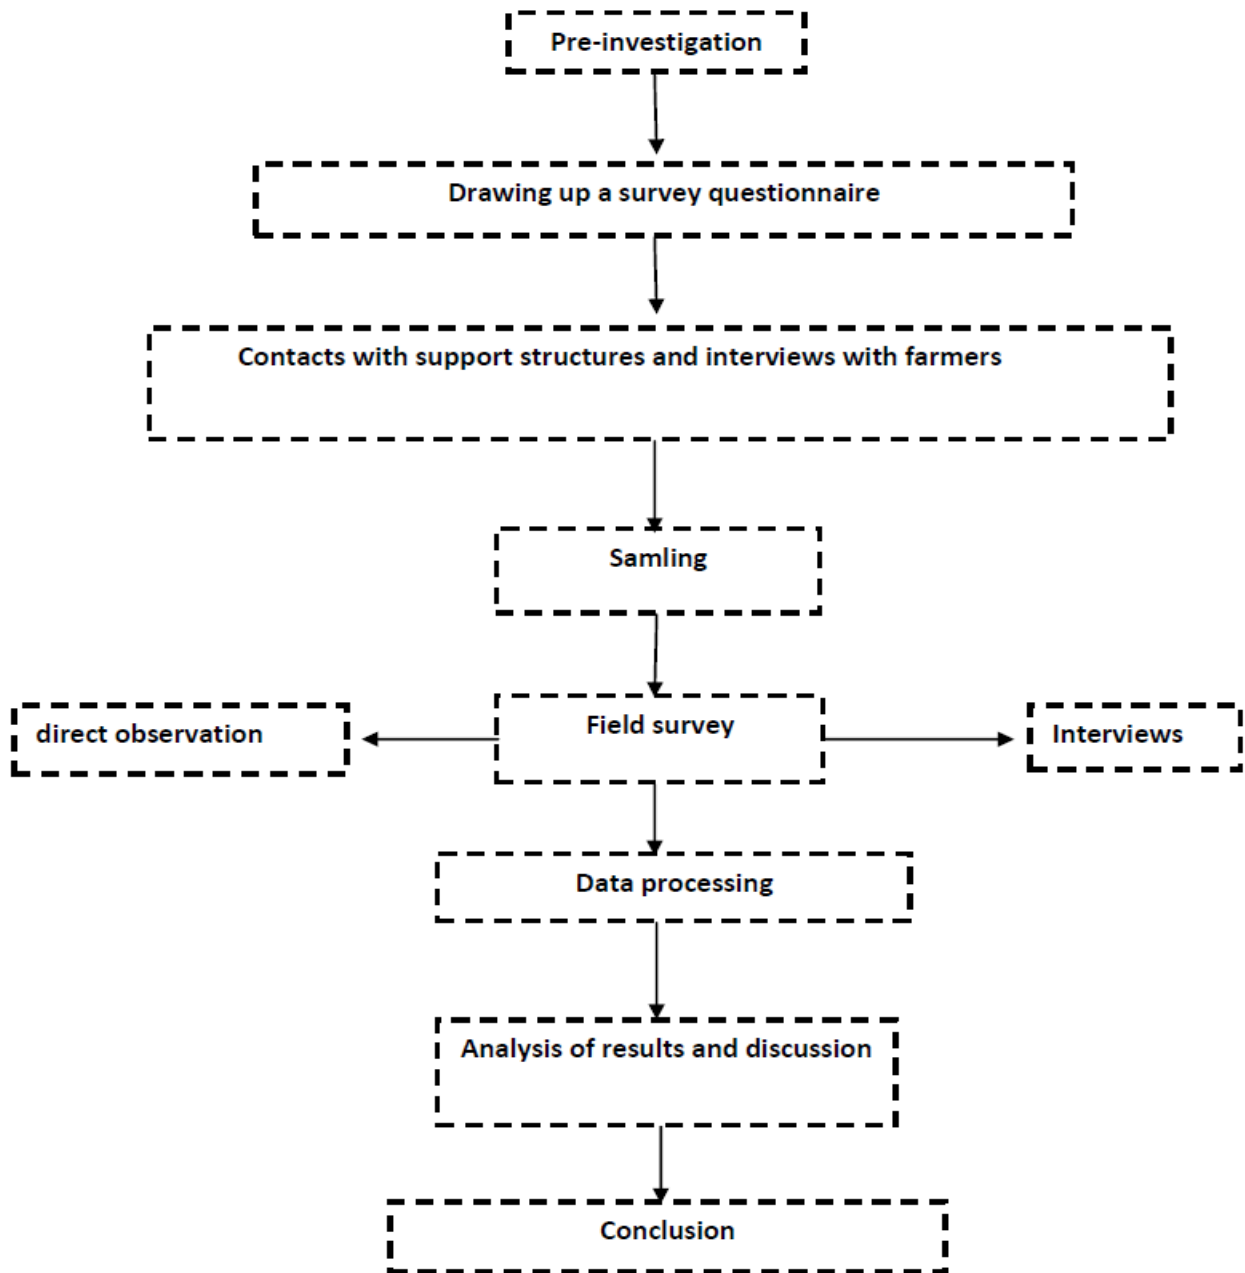 Pre-investigation
Drawing up a survey questionnaire
Contacts with support structures and interviews with farmers
Samling
direct observation
Field survey
Interviews
Data processing
Analysis of results and discussion
Conclusion